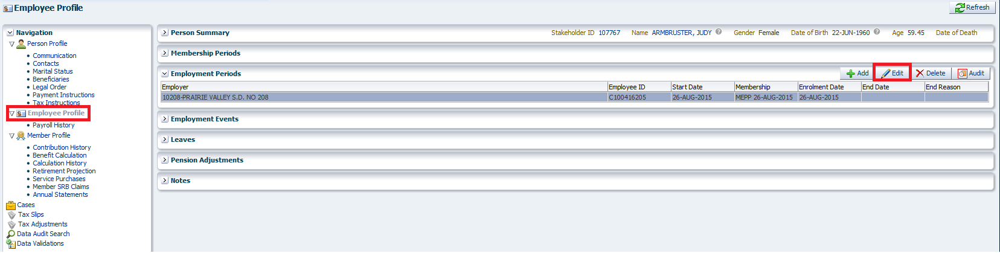 Employee Profile
Refresh
Navigation
Person Profile
Communication
Contacts
Marital Status
Beneficiaries
Legal Order
Payment Instructions
Tax Instructions
Employee Profile
Payroll History
Member Profile
Contribution History
Benefit Calculation
Calculation History
Retirement Projection
Service Purchases
Member SRB Claims
Annual Statements
Cases
Tax Slips
Tax Adjustments
Data Audit Search
Data Validations
Person Summary Stakeholder ID 107767 Name ARMBRUSTER, JUDY Gender Female Date of Birth 22-JUN-1960 Age 59.45 Date of Death
Membership Periods
Employment Periods Add Edit Delete Audit
Employer Employee ID Start Date Membership Enrolment Date End Date End Reason
10208-PRAIRIE VALLEY S.D. NO 208 C100416205 26-AUG-2015 MEPP 26-AUG-2015 26-AUG-2015
Employment Events
Leaves
Pension Adjustments
Notes